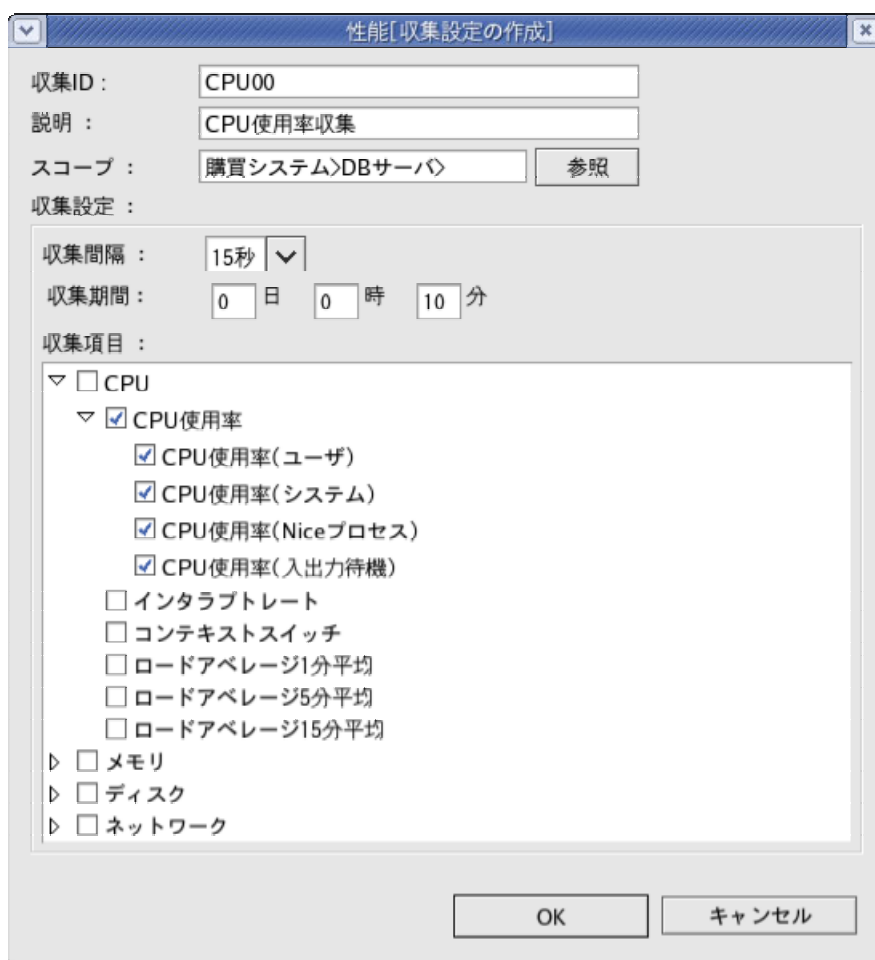 性能[収集設定の作成]
収集ID : CPU00
説明 : CPU使用率収集
スコープ : 購買システム>DBサーバ> 参照
収集設定 :
収集間隔 : 15秒
収集期間 : 0 日 0 時 10 分
収集項目 :
CPU
CPU使用率
CPU使用率(ユーザ)
CPU使用率(システム)
CPU使用率(Niceプロセス)
CPU使用率(入出力待機)
インタラプトレート
コンテキストスイッチ
ロードアベレージ1分平均
ロードアベレージ5分平均
ロードアベレージ15分平均
メモリ
ディスク
ネットワーク
OK キャンセル